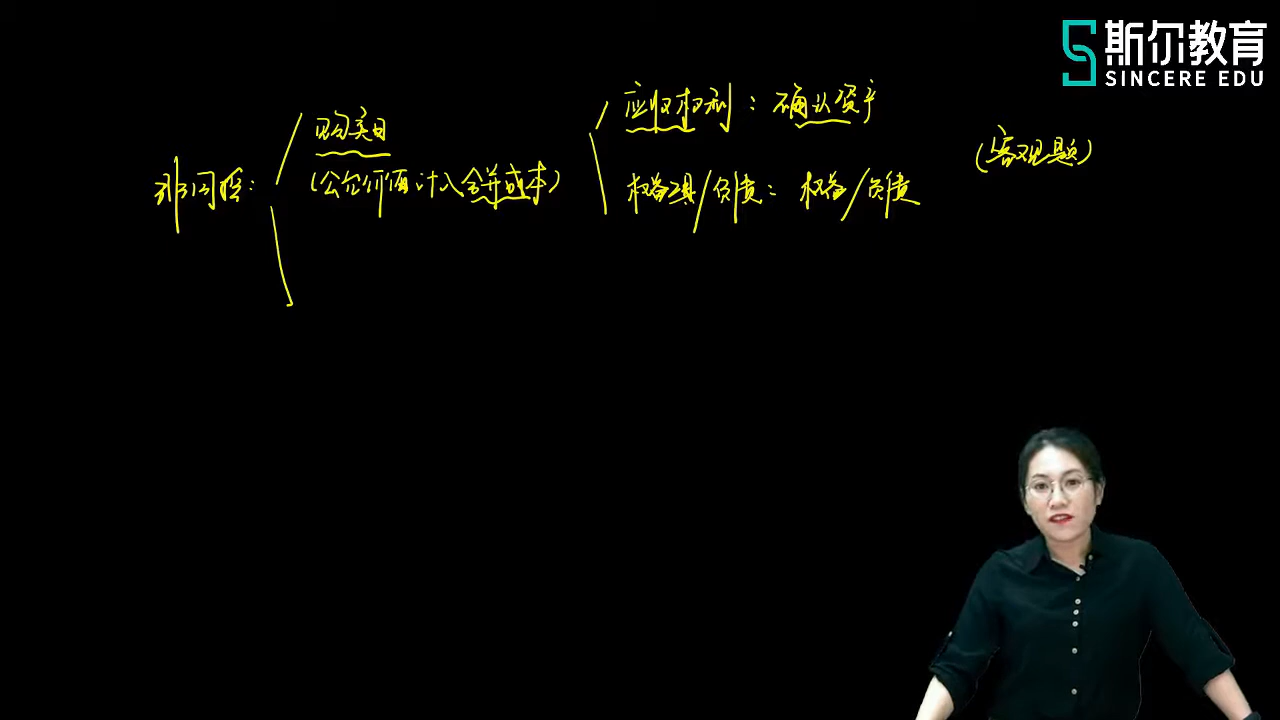 斯尔教育
SINCERE EDU
应收权利：确认资产
购买日
(客观题)
非同控：
(公允价值计入合并成本)
权益工具/负债：权益/负债